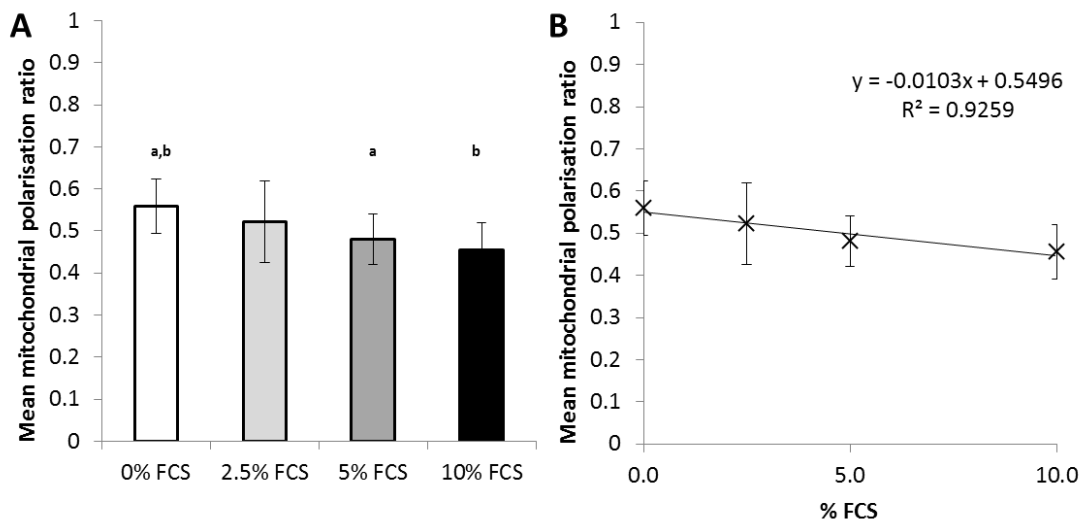 A
Mean mitochondrial polarisation ratio
1
0.9
0.8
0.7
0.6
0.5
0.4
0.3
0.2
0.1
0
a,b
a
b
0% FCS
2.5% FCS
5% FCS
10% FCS
B
Mean mitochondrial polarisation ratio
1
0.9
0.8
0.7
0.6
0.5
0.4
0.3
0.2
0.1
0
y = -0.0103x + 0.5496
R² = 0.9259
0.0
5.0
10.0
% FCS